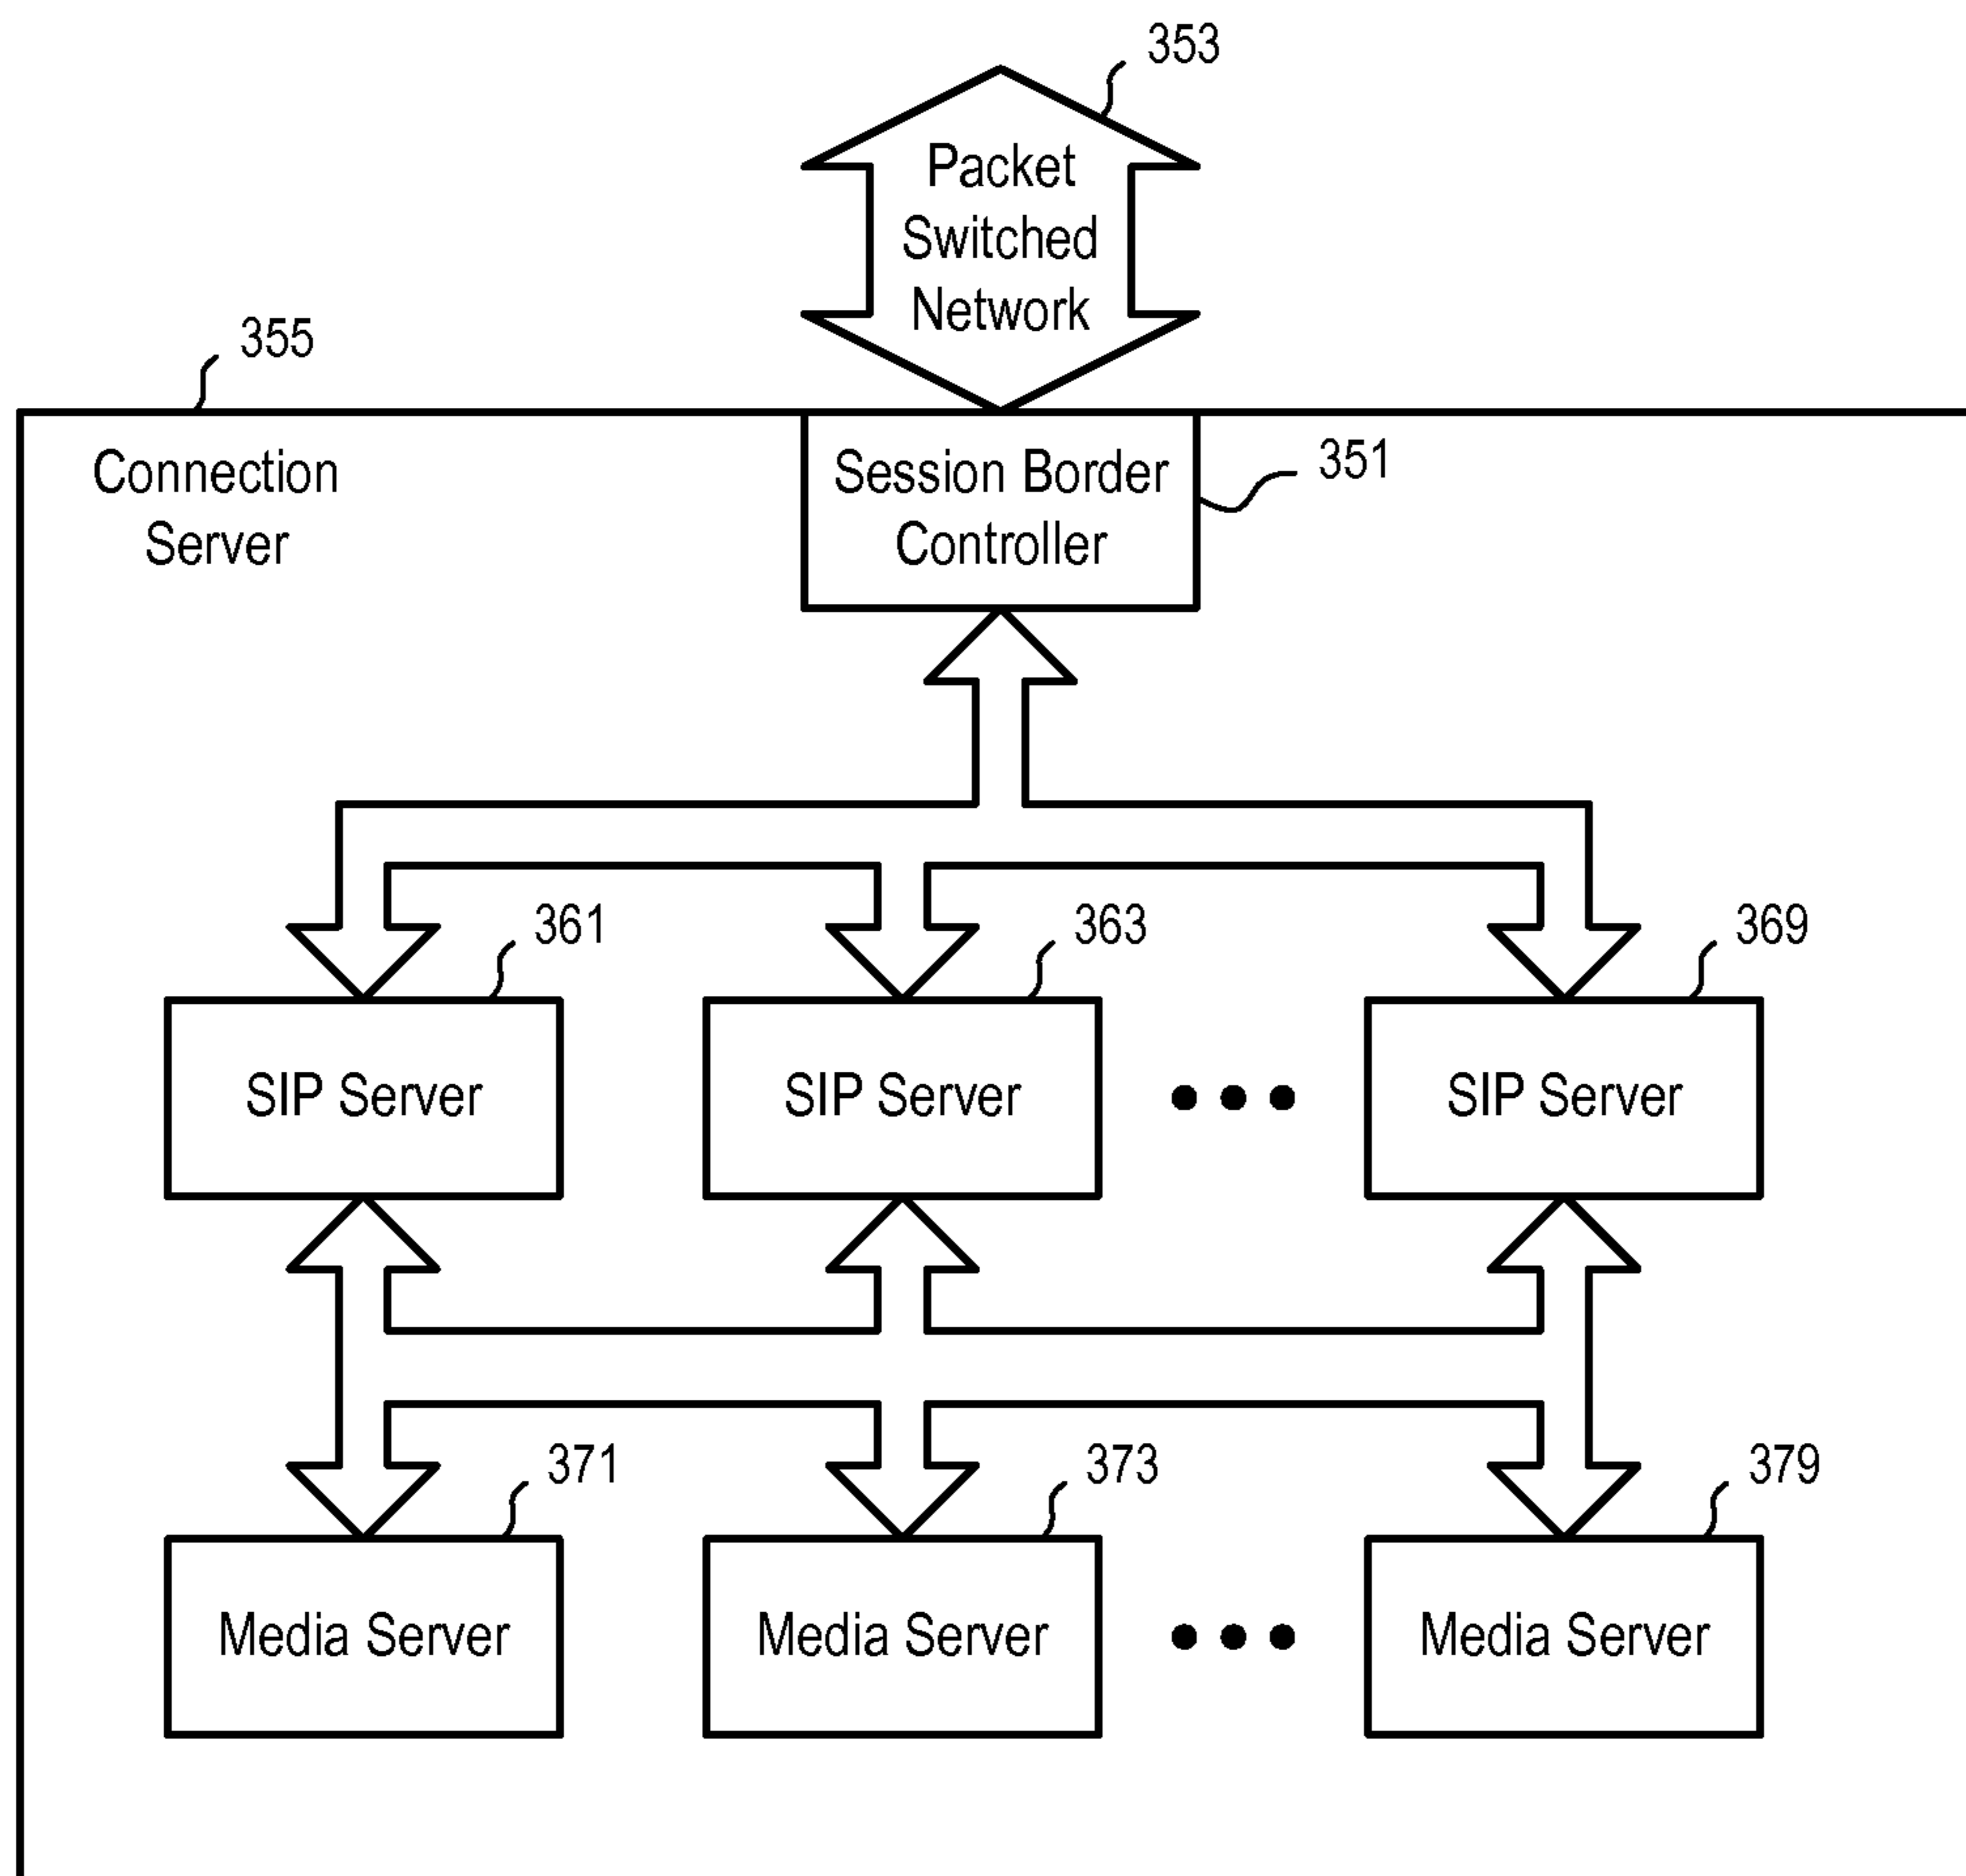 353
Packet
Switched
Network
355
Connection
Server
Session Border
Controller
351
361
363
369
SIP Server
SIP Server
SIP Server
371
373
379
Media Server
Media Server
Media Server